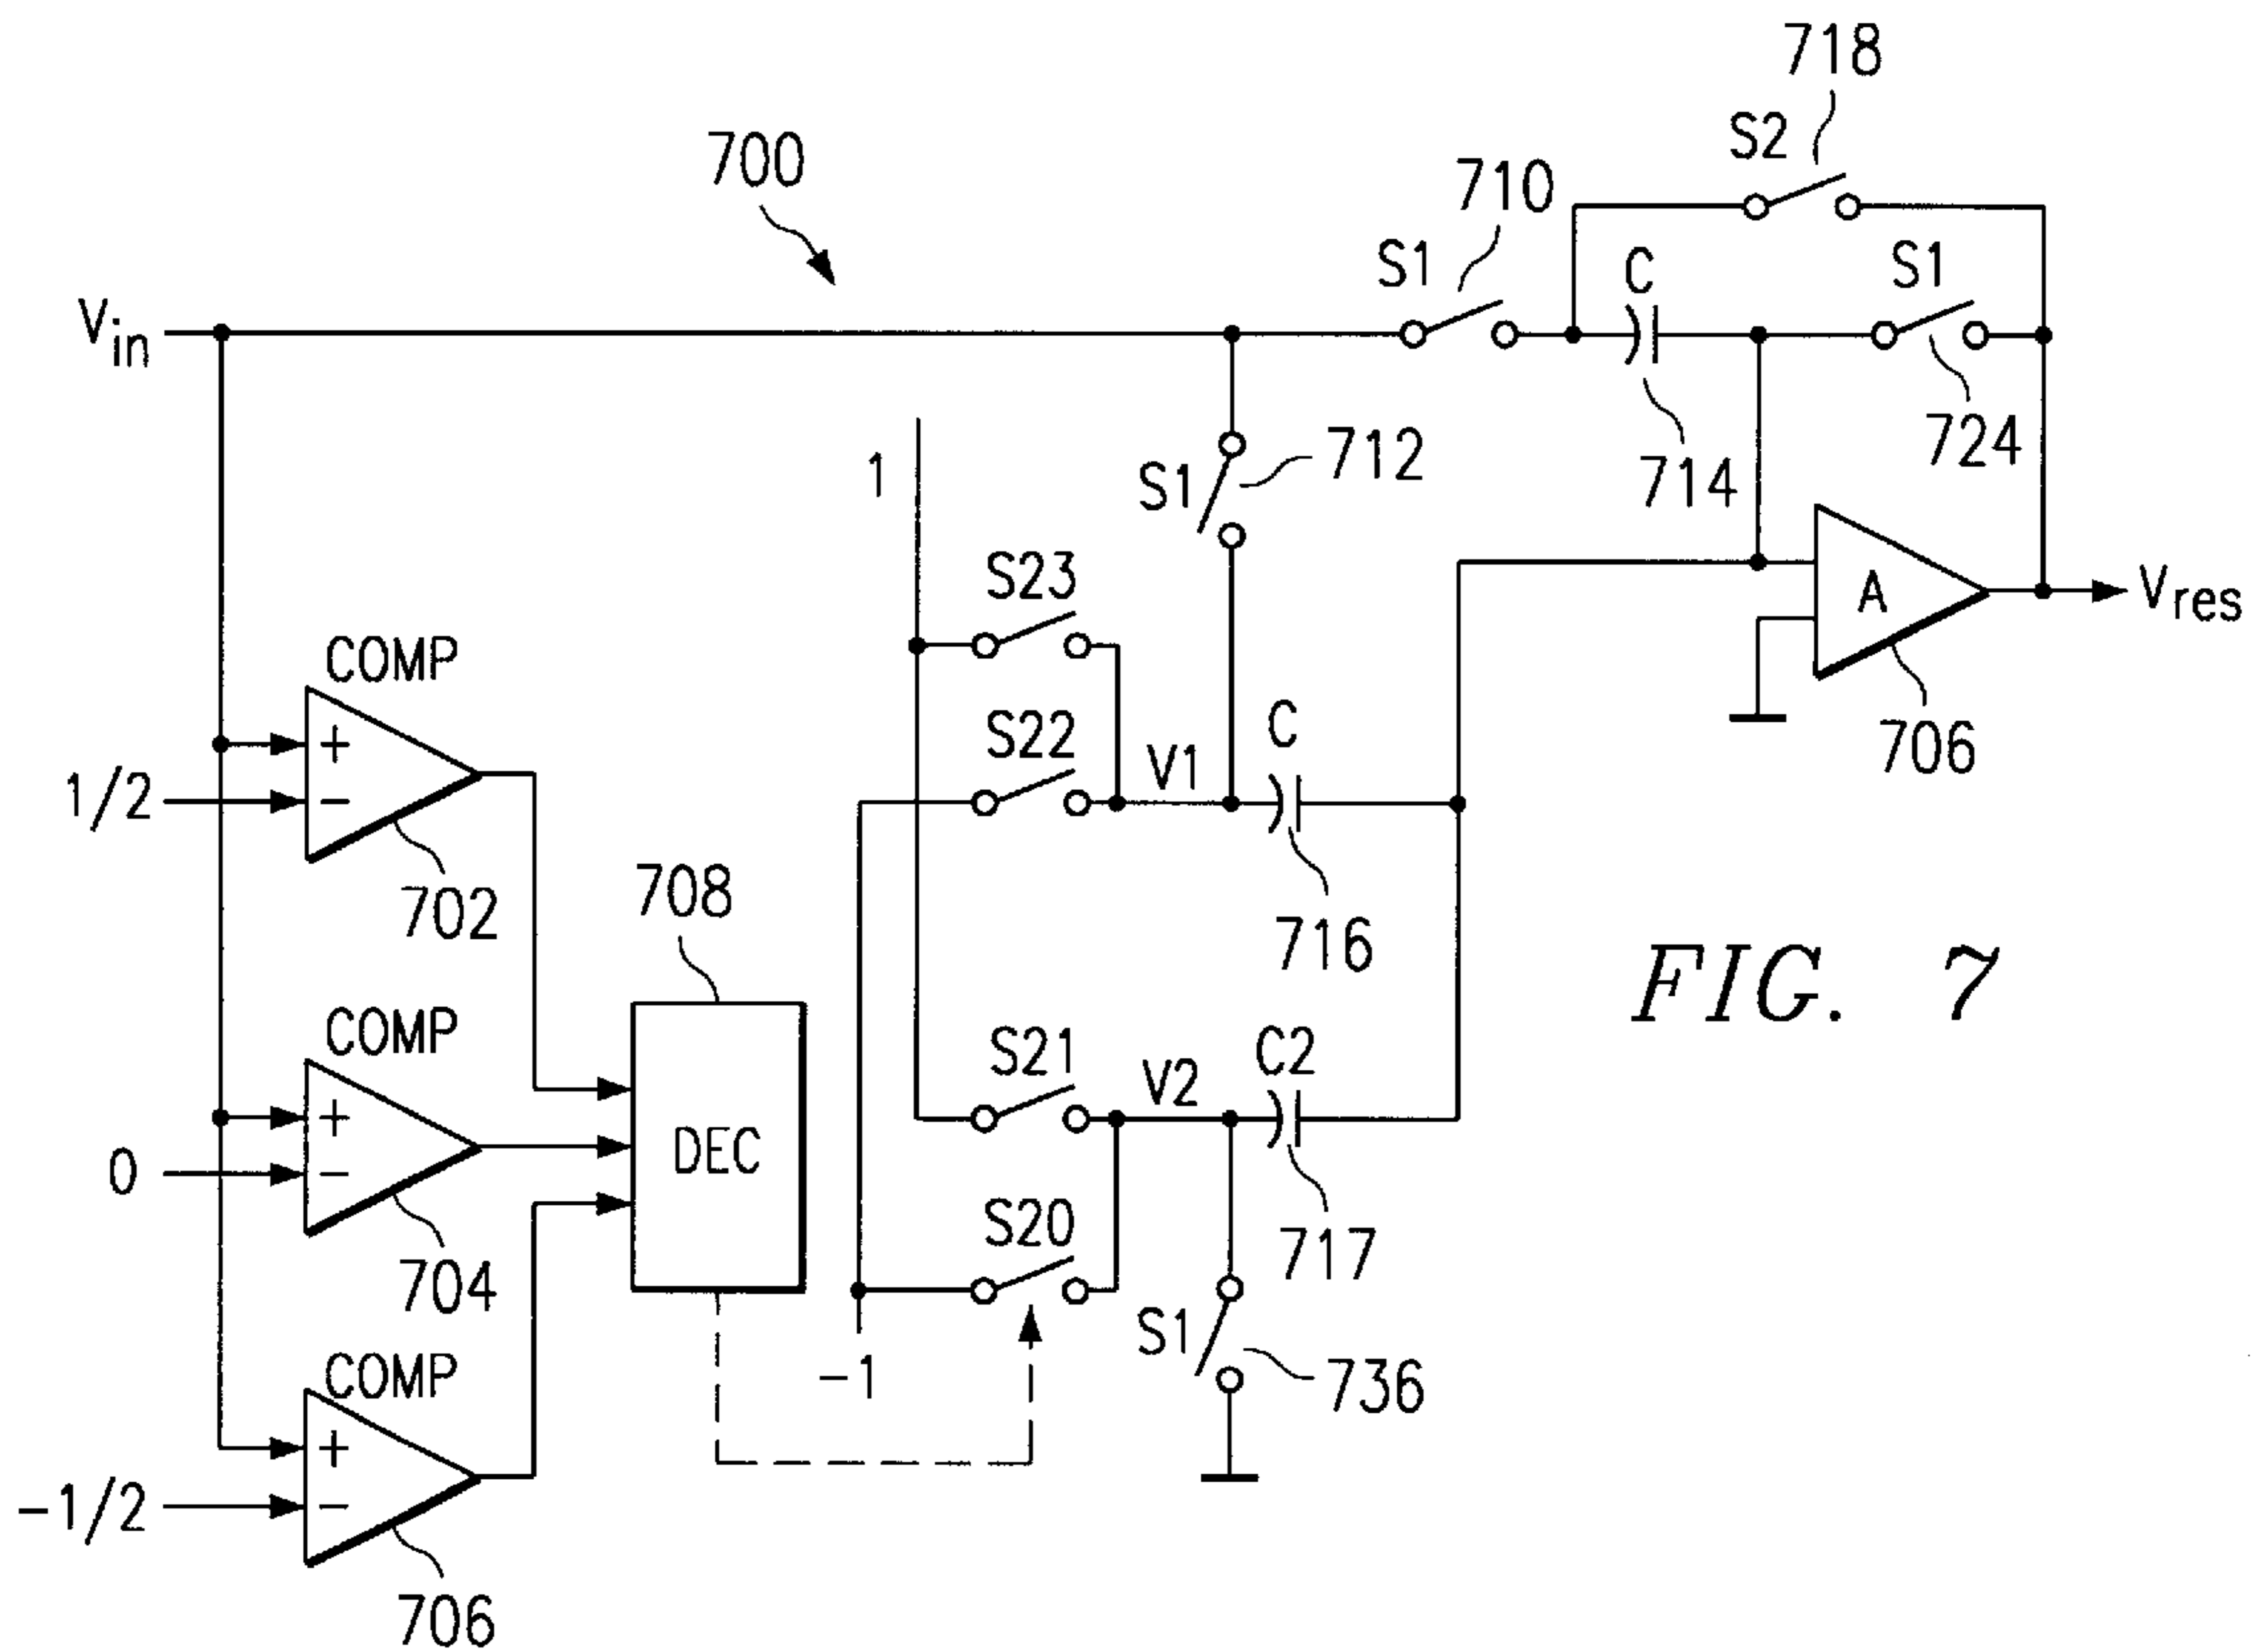 718
S2
700
710
S1
C
S1
Vin
724
714
712
S1
1
S23
A
Vres
COMP
+
−
1/2
S22
V1
C
706
702
708
716
FIG. 7
COMP
+
−
0
DEC
S21
V2
C2
704
S20
717
COMP
+
−
−1/2
−1
S1
736
706